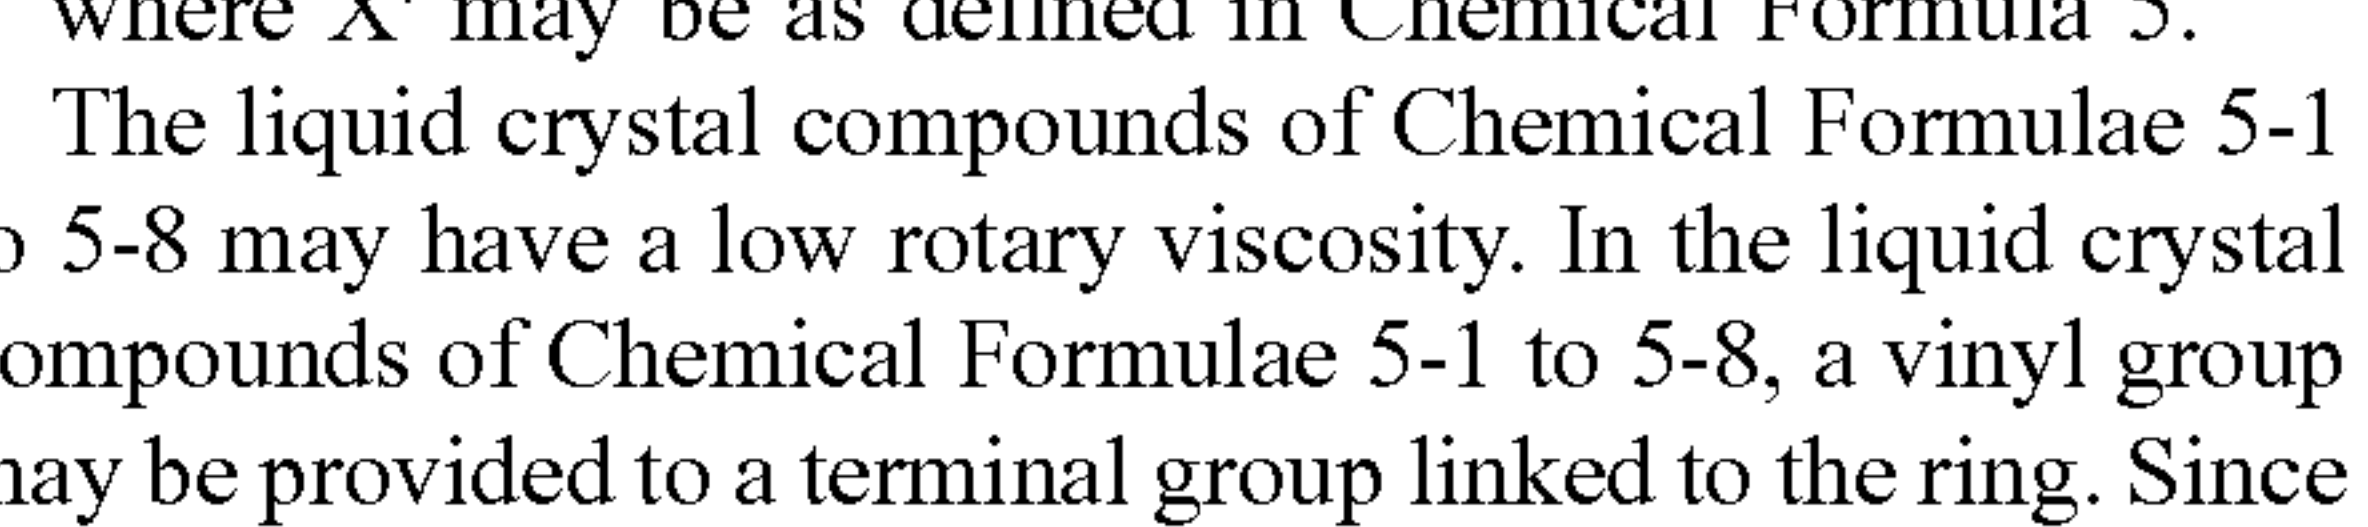 where X' may be as defined in Chemical Formula 5.
The liquid crystal compounds of Chemical Formulae 5-1
5-8 may have a low rotary viscosity. In the liquid crystal
ompounds of Chemical Formulae 5-1 to 5-8, a vinyl group
be provided to a terminal group linked to the ring. Since